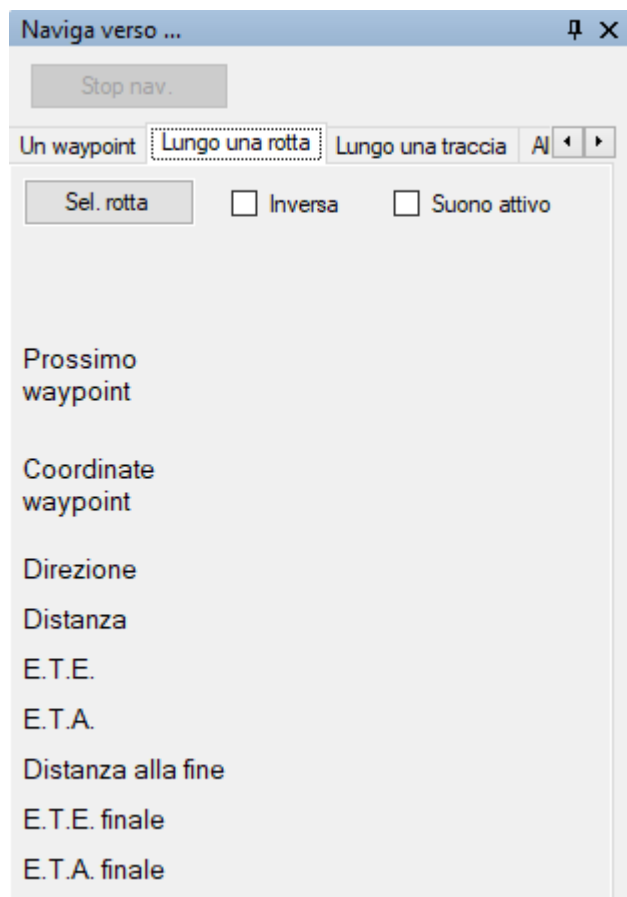 Naviga verso ...
Stop nav.
Un waypoint Lungo una rotta Lungo una traccia Al
Sel. rotta Inversa Suono attivo
Prossimo
waypoint
Coordinate
waypoint
Direzione
Distanza
E.T.E.
E.T.A.
Distanza alla fine
E.T.E. finale
E.T.A. finale